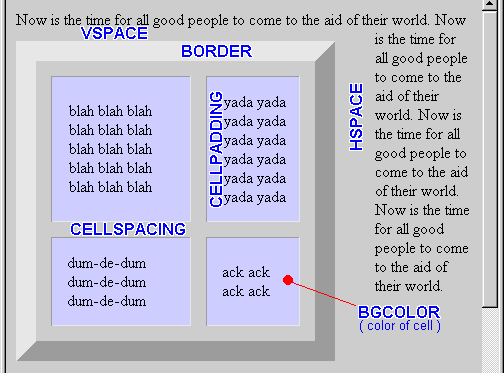 Now is the time for all good people to come to the aid of their world. Now
is the time for
all good people
to come to the
aid of their
world. Now is
the time for all
good people to
come to the aid
of their world.
Now is the time
for all good
people to come
to the aid of
their world.
VSPACE
BORDER
HSPACE
blah blah blah
blah blah blah
blah blah blah
blah blah blah
blah blah blah
CELLPADDING
yada yada
yada yada
yada yada
yada yada
yada yada
yada yada
CELLSPACING
dum-de-dum
dum-de-dum
dum-de-dum
ack ack
ack ack
BGCOLOR
( color of cell )